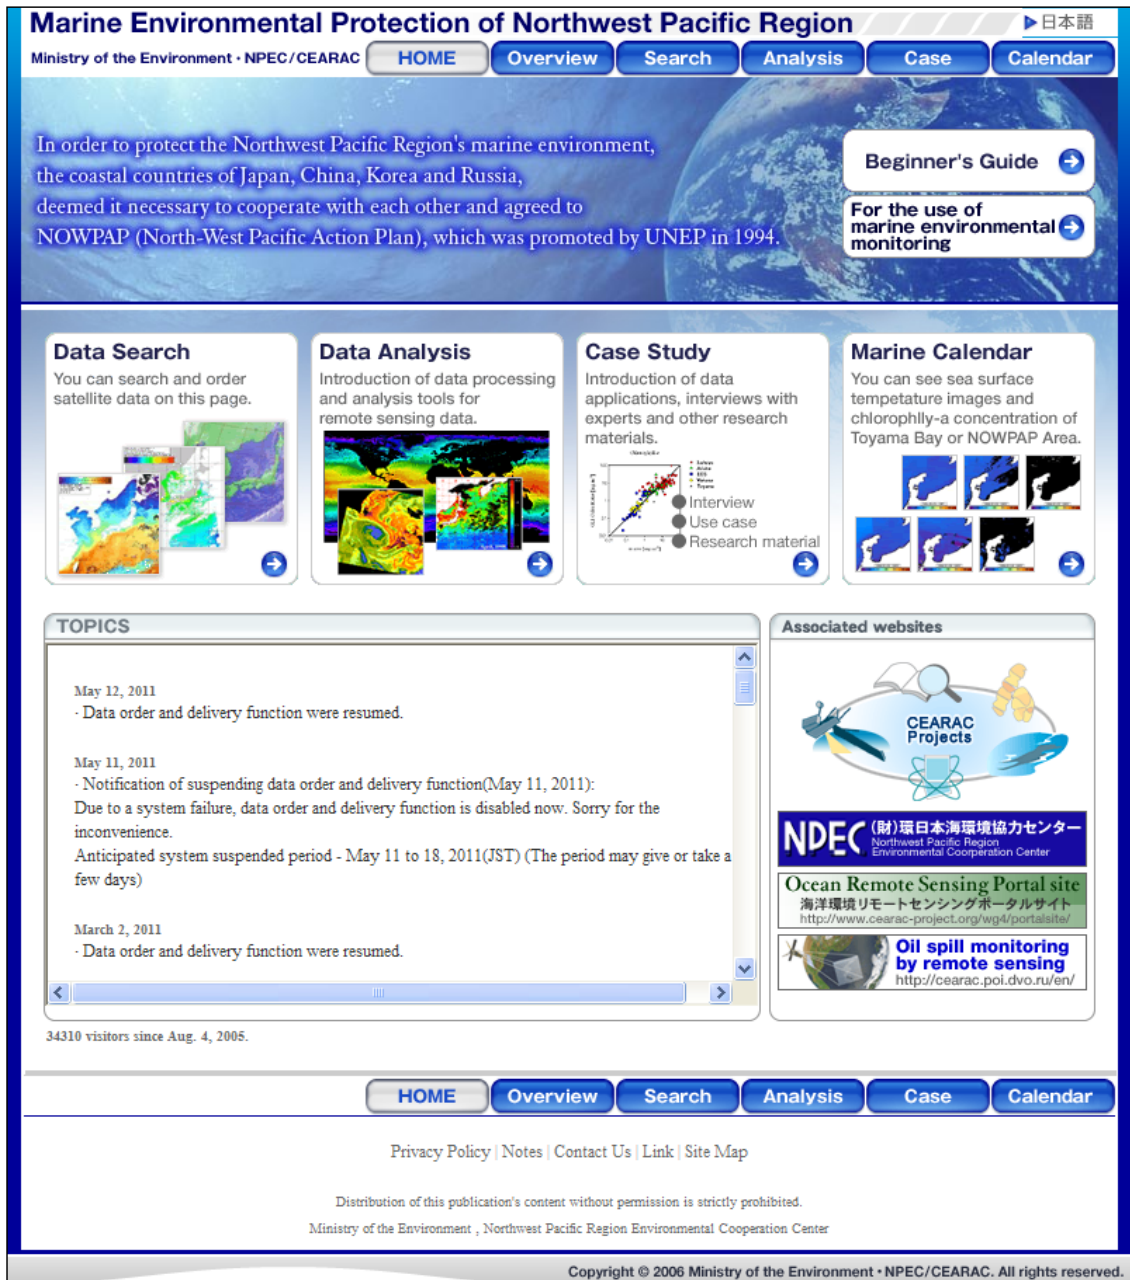 Marine Environmental Protection of Northwest Pacific Region
日本語
Ministry of the Environment・NPEC/CEARAC
HOME
Overview
Search
Analysis
Case
Calendar
In order to protect the Northwest Pacific Region's marine environment,
the coastal countries of Japan, China, Korea and Russia,
deemed it necessary to cooperate with each other and agreed to
NOWPAP (North-West Pacific Action Plan), which was promoted by UNEP in 1994.
Beginner's Guide
For the use of
marine environmental
monitoring
Data Search
You can search and order
satellite data on this page.
Data Analysis
Introduction of data processing
and analysis tools for
remote sensing data.
Case Study
Introduction of data
applications, interviews with
experts and other research
materials.
Interview
Use case
Research material
Marine Calendar
You can see sea surface
tempetature images and
chlorophlly-a concentration of
Toyama Bay or NOWPAP Area.
TOPICS
May 12, 2011
· Data order and delivery function were resumed.
May 11, 2011
· Notification of suspending data order and delivery function(May 11, 2011):
Due to a system failure, data order and delivery function is disabled now. Sorry for the
inconvenience.
Anticipated system suspended period - May 11 to 18, 2011(JST) (The period may give or take a
few days)
March 2, 2011
· Data order and delivery function were resumed.
Associated websites
CEARAC
Projects
NPEC
(財)環日本海環境協力センター
Northwest Pacific Region
Environmental Coorperation Center
Ocean Remote Sensing Portal site
海洋環境リモートセンシングポータルサイト
http://www.cearac-project.org/wg4/portalsite/
Oil spill monitoring
by remote sensing
http://cearac.poi.dvo.ru/en/
34310 visitors since Aug. 4, 2005.
HOME
Overview
Search
Analysis
Case
Calendar
Privacy Policy | Notes | Contact Us | Link | Site Map
Distribution of this publication's content without permission is strictly prohibited.
Ministry of the Environment , Northwest Pacific Region Environmental Cooperation Center
Copyright © 2006 Ministry of the Environment・NPEC/CEARAC. All rights reserved.